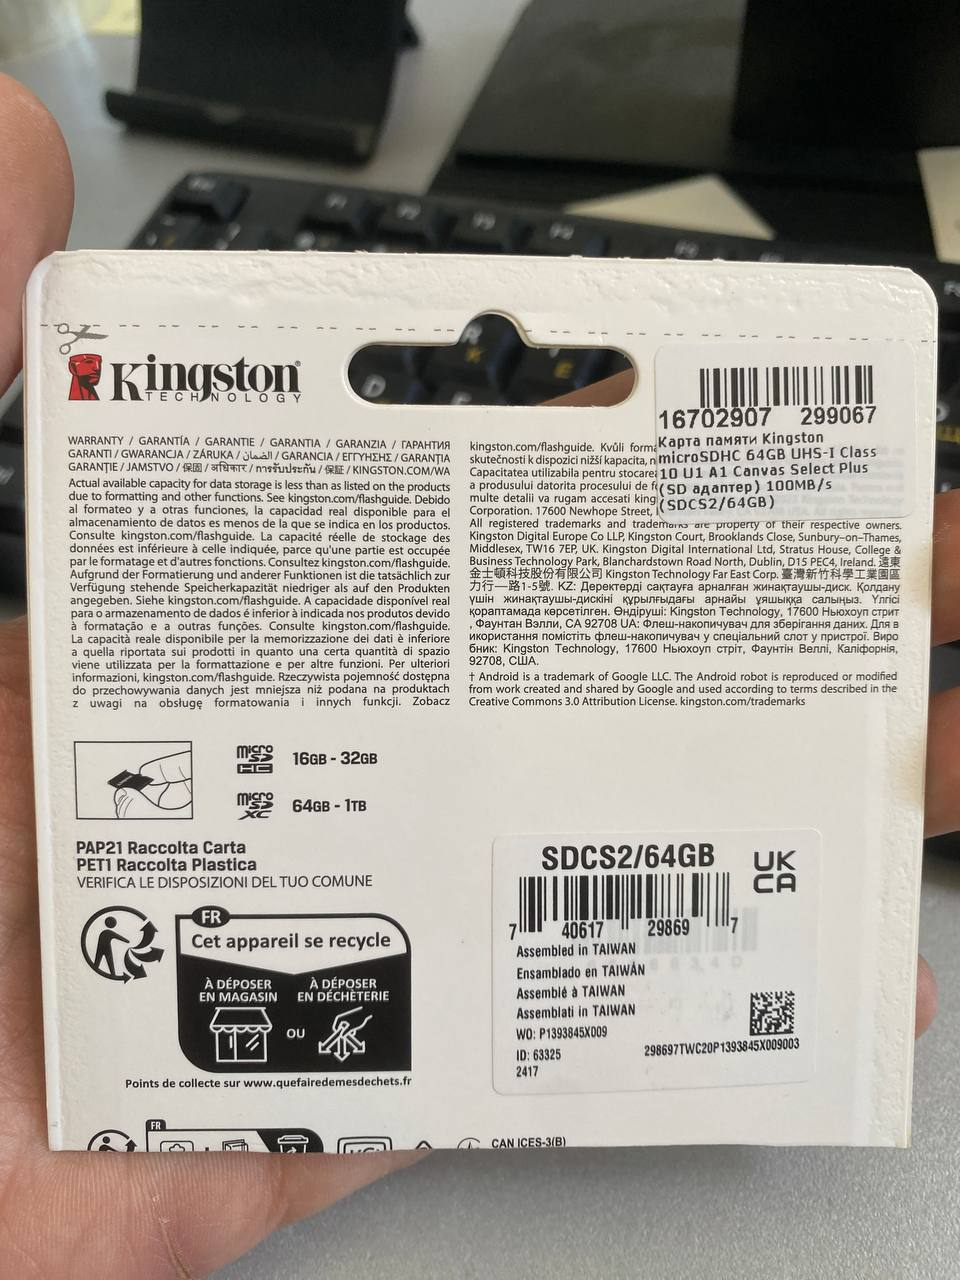 Kingston®
TECHNOLOGY
16702907 299067
Карта памяти Kingston
microSDHC 64GB UHS-I Class
10 U1 A1 Canvas Select Plus
(SD адаптер) 100MB/s
(SDCS2/64GB)
WARRANTY / GARANTÍA / GARANTIE / GARANTIA / GARANZIA / ГАРАНТИЯ
GARANTI / GWARANCJA / ZÁRUKA / الضمان / GARANCIA / ΕΓΓΥΗΣΗΣ / GARANȚIA
GARANŢIE / JAMSTVO / 保固 / अधिकार / การรับประกัน / 保証 / KINGSTON.COM/WA
Actual available capacity for data storage is less than as listed on the products
due to formatting and other functions. See kingston.com/flashguide. Debido
al formateo y a otras funciones, la capacidad real disponible para el
almacenamiento de datos es menos de la que se indica en los productos.
Consulte kingston.com/flashguide. La capacité réelle de stockage des
données est inférieure à celle indiquée, parce qu'une partie est occupée
par le formatage et d'autres fonctions. Consultez kingston.com/flashguide.
Aufgrund der Formatierung und anderer Funktionen ist die tatsächlich zur
Verfügung stehende Speicherkapazität niedriger als auf den Produkten
angegeben. Siehe kingston.com/flashguide. A capacidade disponível real
para o armazenamento de dados é inferior à indicada nos produtos devido
à formatação e a outras funções. Consulte kingston.com/flashguide.
La capacità reale disponibile per la memorizzazione dei dati è inferiore
a quella riportata sui prodotti in quanto una certa quantità di spazio
viene utilizzata per la formattazione e per altre funzioni. Per ulteriori
informazioni, kingston.com/flashguide. Rzeczywista pojemność dostępna
do przechowywania danych jest mniejsza niż podana na produktach
z uwagi na obsługę formatowania i innych funkcji. Zobacz
kingston.com/flashguide. Kvůli
skutečnosti k dispozici nižší kapacita,
Capacitatea utilizabila pentru
a produsului datorita procesului de
multe detalii va rugam accesati
Corporation. 17600 Newhope Street,
All registered trademarks and trademarks are property of their respective owners.
Kingston Digital Europe Co LLP, Kingston Court, Brooklands Close, Sunbury-on-Thames,
Middlesex, TW16 7EP, UK. Kingston Digital International Ltd, Stratus House, College &
Business Technology Park, Blanchardstown Road North, Dublin, D15 PEC4, Ireland. 遠東
金士頓科技股份有限公司 Kingston Technology Far East Corp. 臺灣新竹科學工業園區
力行一路1-5號. KZ: Деректерді сақтауға арналған жинақтаушы-диск. Қолдану
үшін жинақтаушы-дискіні құрылғыдағы арнайы ұяшыққа салыңыз. Үлгісі
қораптамада көрсетілген. Өндіруші: Kingston Technology, 17600 Ньюхоуп стрит
, Фаунтан Вэлли, CA 92708 UA: Флеш-накопичувач для зберігання даних. Для в
икористання помістіть флеш-накопичувач у спеціальний слот у пристрої. Виро
бник: Kingston Technology, 17600 Ньюхоуп стріт, Фаунтін Веллі, Каліфорнія,
92708, США.
† Android is a trademark of Google LLC. The Android robot is reproduced or modified
from work created and shared by Google and used according to terms described in the
Creative Commons 3.0 Attribution License. kingston.com/trademarks
micro SD HC 16GB - 32GB
micro SD XC 64GB - 1TB
PAP21 Raccolta Carta
PET1 Raccolta Plastica
VERIFICA LE DISPOSIZIONI DEL TUO COMUNE
FR
Cet appareil se recycle
À DÉPOSER EN MAGASIN
OU
À DÉPOSER EN DÉCHÈTERIE
Points de collecte sur www.quefairedemesdechets.fr
SDCS2/64GB
UK CA
7 40617 29869 7
Assembled in TAIWAN
Ensamblado en TAIWÁN
Assemblé à TAIWAN
Assemblati in TAIWAN
WO: P1393845X009
ID: 63325
2417
298697TWC20P1393845X009003
FR
CAN ICES-3(B)